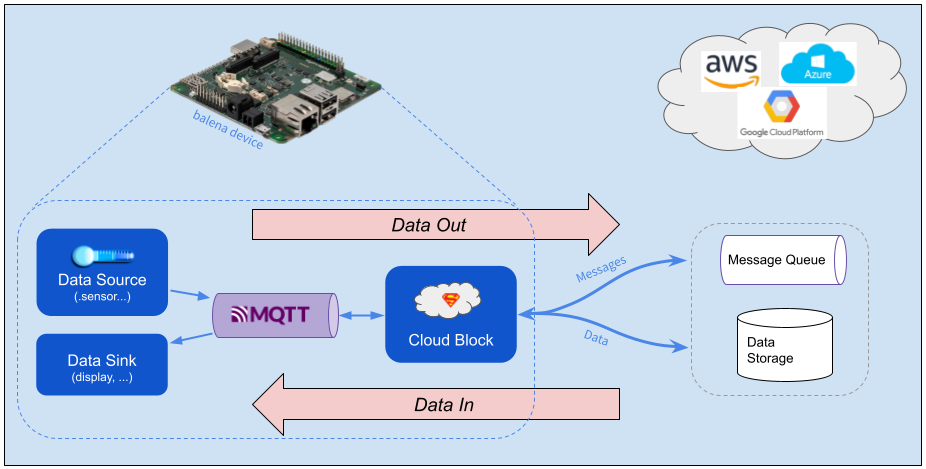 aws
Azure
Google Cloud Platform
balena device
Data Out
Data Source
(.sensor...)
MQTT
Data Sink
(display, ...)
Cloud Block
Messages
Data
Message Queue
Data
Storage
Data In